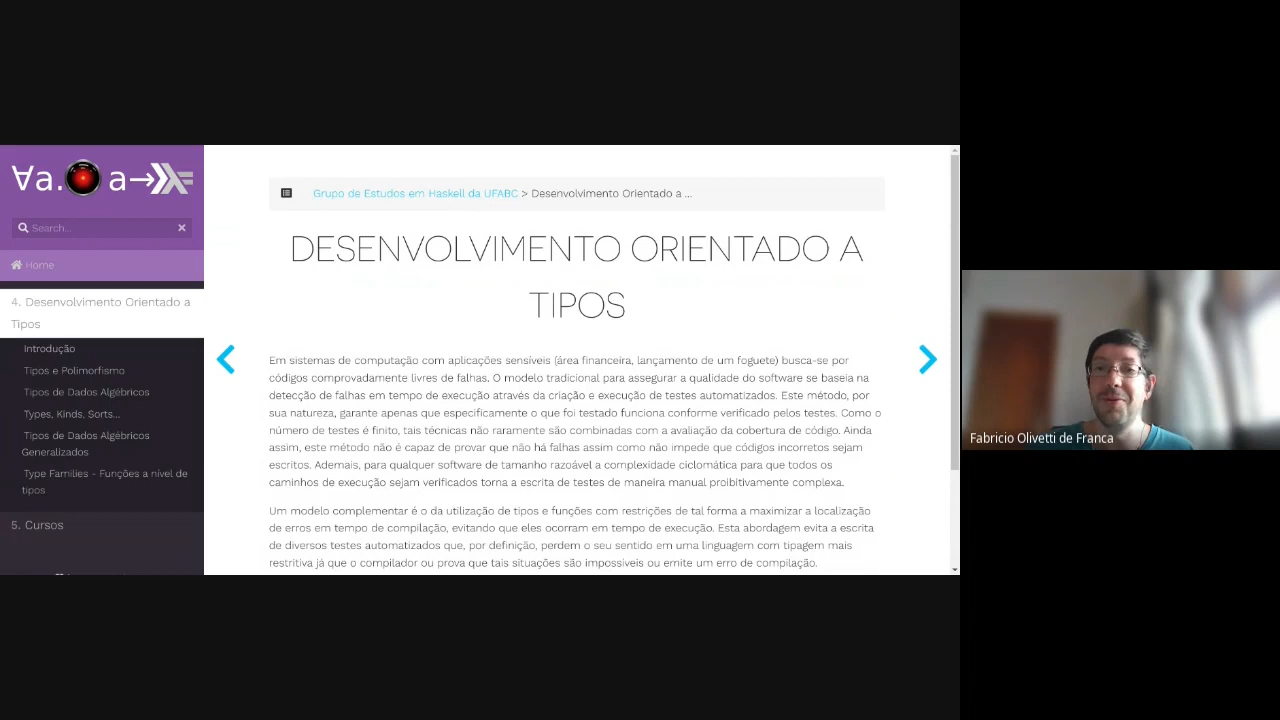 ∀a. a→
Search...
Home
4. Desenvolvimento Orientado a
Tipos
Introdução
Tipos e Polimorfismo
Tipos de Dados Algébricos
Types, Kinds, Sorts...
Tipos de Dados Algébricos
Generalizados
Type Families - Funções a nível de
tipos
5. Cursos
Grupo de Estudos em Haskell da UFABC > Desenvolvimento Orientado a ...
DESENVOLVIMENTO ORIENTADO A
TIPOS
Em sistemas de computação com aplicações sensíveis (área financeira, lançamento de um foguete) busca-se por
códigos comprovadamente livres de falhas. O modelo tradicional para assegurar a qualidade do software se baseia na
detecção de falhas em tempo de execução através da criação e execução de testes automatizados. Este método, por
sua natureza, garante apenas que especificamente o que foi testado funciona conforme verificado pelos testes. Como o
número de testes é finito, tais técnicas não raramente são combinadas com a avaliação da cobertura de código. Ainda
assim, este método não é capaz de provar que não há falhas assim como não impede que códigos incorretos sejam
escritos. Ademais, para qualquer software de tamanho razoável a complexidade ciclomática para que todos os
caminhos de execução sejam verificados torna a escrita de testes de maneira manual proibitivamente complexa.
Um modelo complementar é o da utilização de tipos e funções com restrições de tal forma a maximizar a localização
de erros em tempo de compilação, evitando que eles ocorram em tempo de execução. Esta abordagem evita a escrita
de diversos testes automatizados que, por definição, perdem o seu sentido em uma linguagem com tipagem mais
restritiva já que o compilador ou prova que tais situações são impossíveis ou emite um erro de compilação.
Fabricio Olivetti de Franca